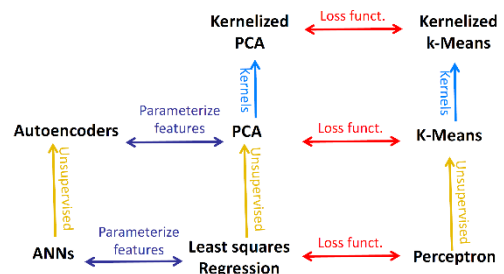 Kernelized Loss funct. Kernelized
PCA k-Means
Kernels Kernels
Parameterize
Autoencoders features PCA Loss funct. K-Means
Unsupervised Unsupervised Unsupervised
Parameterize
features Least squares Loss funct.
ANNs Regression Perceptron